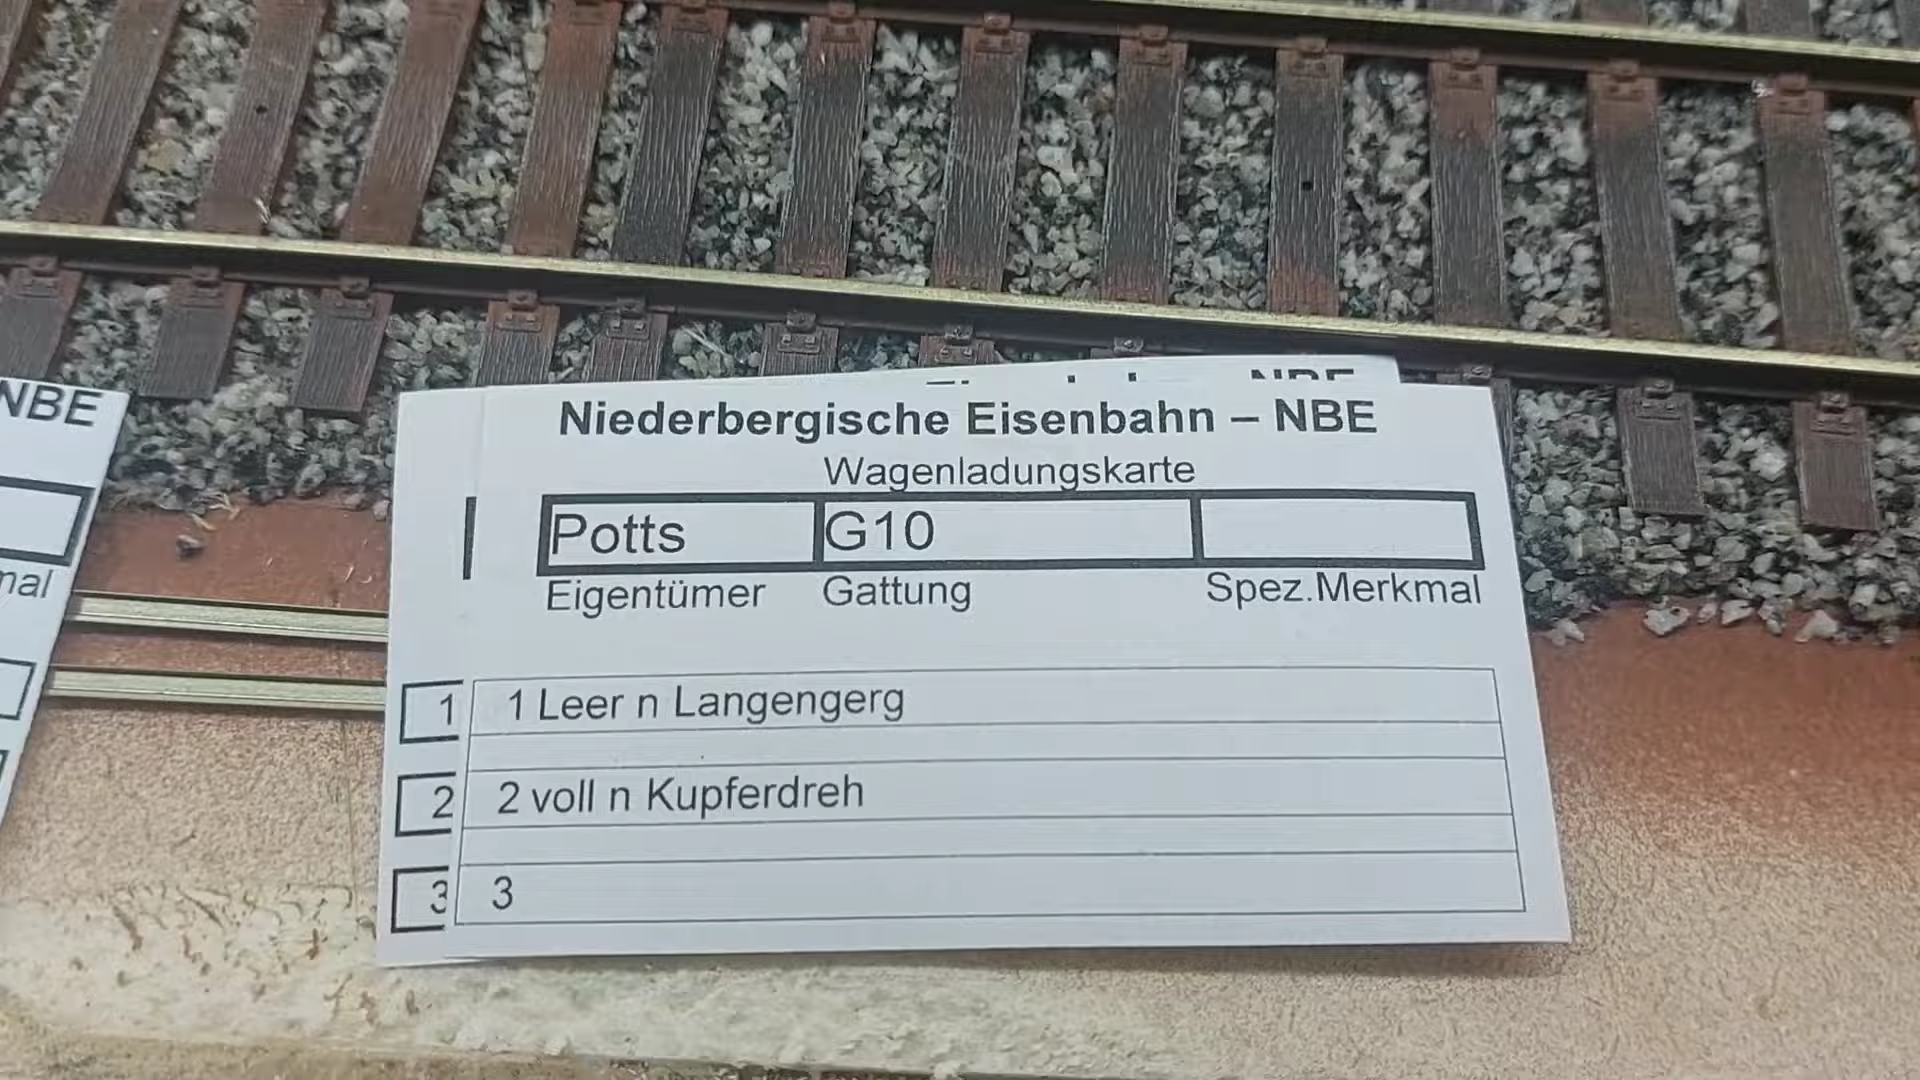 NBE
Niederbergische Eisenbahn – NBE
Wagenladungskarte
Potts G10
Eigentümer Gattung Spez.Merkmal
1 1 Leer n Langengerg
2 2 voll n Kupferdreh
3 3